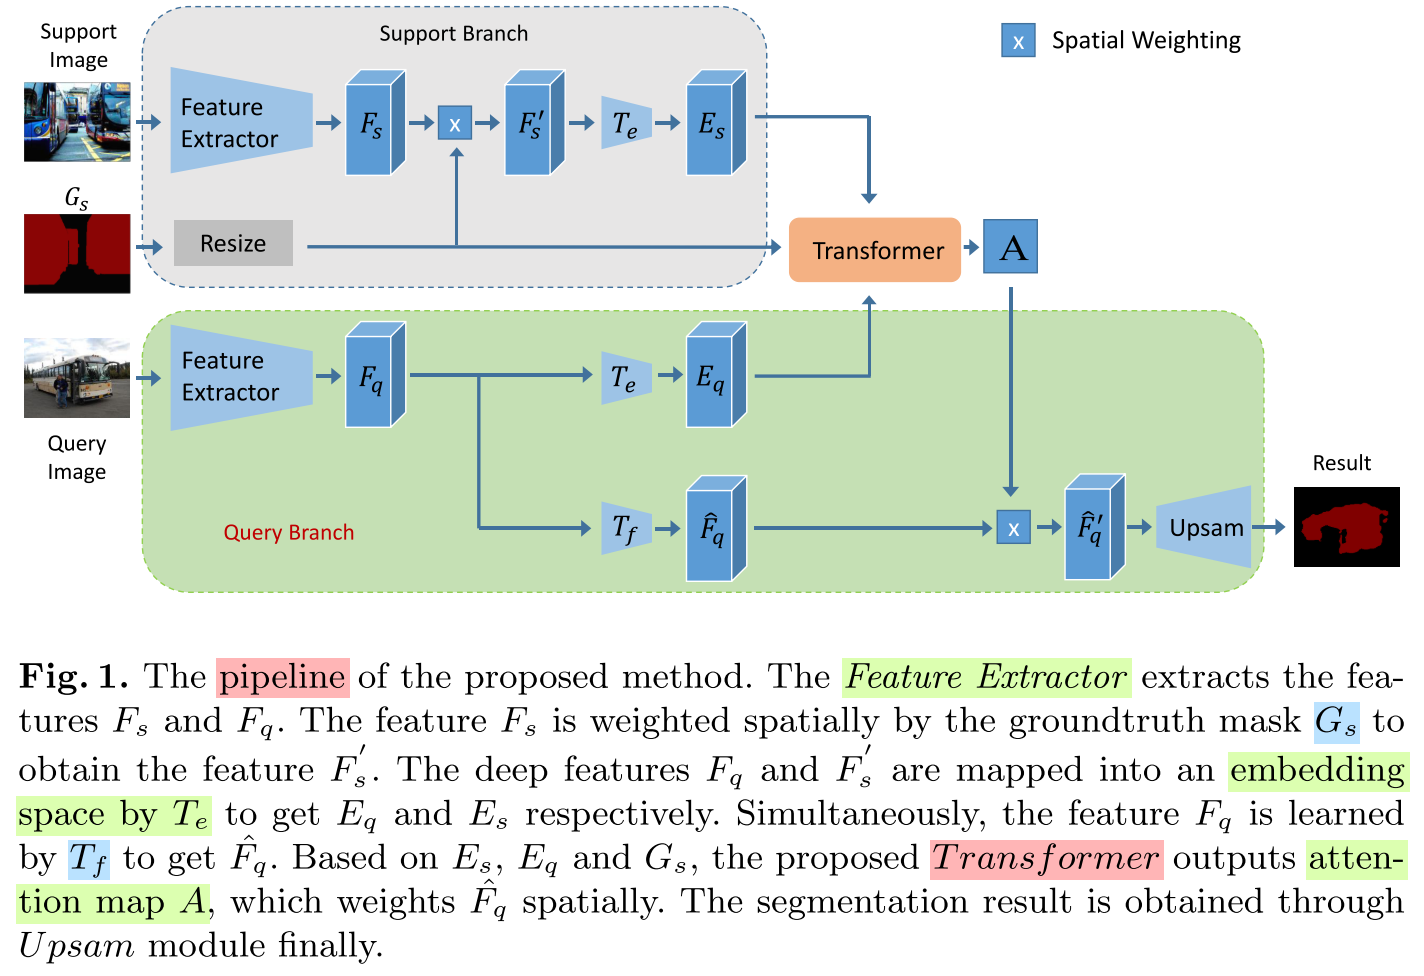 Support
Image
Support Branch
x Spatial Weighting
Feature
Extractor
F_s
x
F_s′
T_e
E_s
G_s
Resize
Transformer
A
Feature
Extractor
F_q
T_e
E_q
Query
Image
Query Branch
T_f
F̂_q
x
F̂_q′
Upsam
Result
Fig. 1. The pipeline of the proposed method. The Feature Extractor extracts the fea-
tures F_s and F_q. The feature F_s is weighted spatially by the groundtruth mask G_s to
obtain the feature F_s′. The deep features F_q and F_s′ are mapped into an embedding
space by T_e to get E_q and E_s respectively. Simultaneously, the feature F_q is learned
by T_f to get F̂_q. Based on E_s, E_q and G_s, the proposed Transformer outputs atten-
tion map A, which weights F̂_q spatially. The segmentation result is obtained through
Upsam module finally.